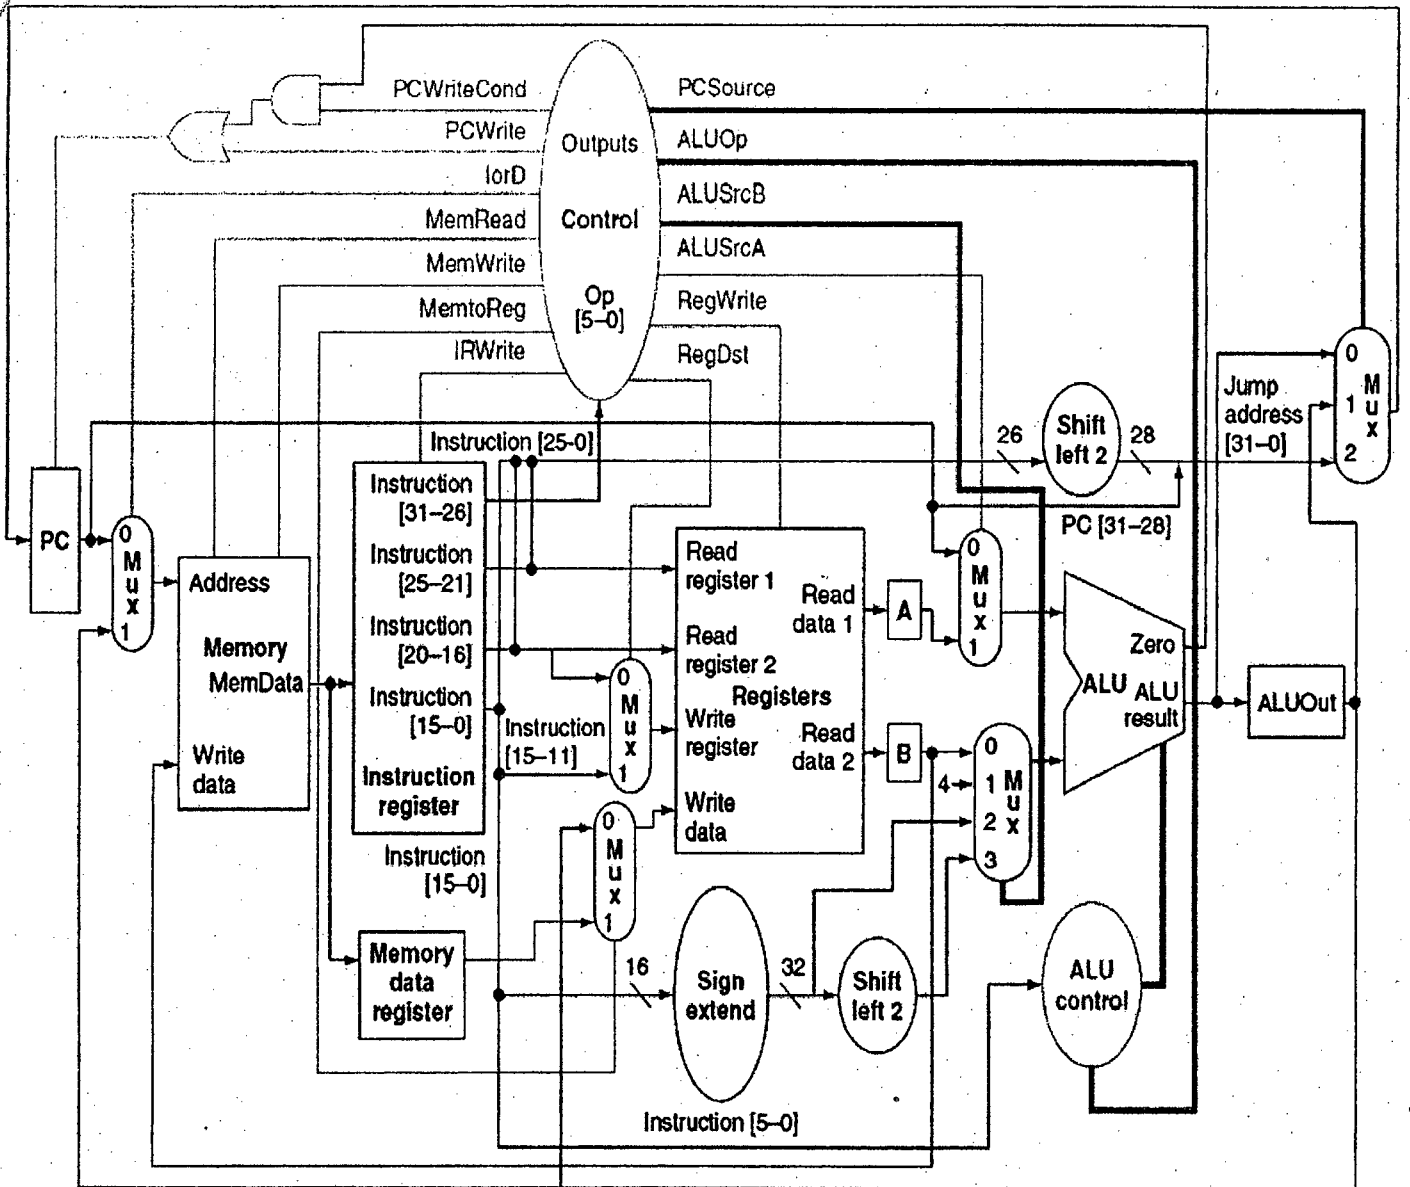 PCWriteCond
PCSource
PCWrite
Outputs
ALUOp
IorD
ALUSrcB
MemRead
Control
ALUSrcA
MemWrite
Op
[5–0]
RegWrite
MemtoReg
IRWrite
RegDst
Instruction [25-0]
26
Shift
left 2
28
Jump
address
[31–0]
0
1
2
M
u
x
PC
0
M
u
x
1
Address
Memory
MemData
Write
data
Instruction
[31–26]
Instruction
[25–21]
Instruction
[20–16]
Instruction
[15–0]
Instruction
register
Instruction
[15–0]
Instruction
[15–11]
0
M
u
x
1
0
M
u
x
1
Memory
data
register
Read
register 1
Read
register 2
Registers
Write
register
Write
data
Read
data 1
Read
data 2
A
B
4
0
M
u
x
1
0
1
2
3
M
u
x
PC [31–28]
Zero
ALU
ALU
result
ALUOut
16
Sign
extend
32
Shift
left 2
ALU
control
Instruction [5–0]